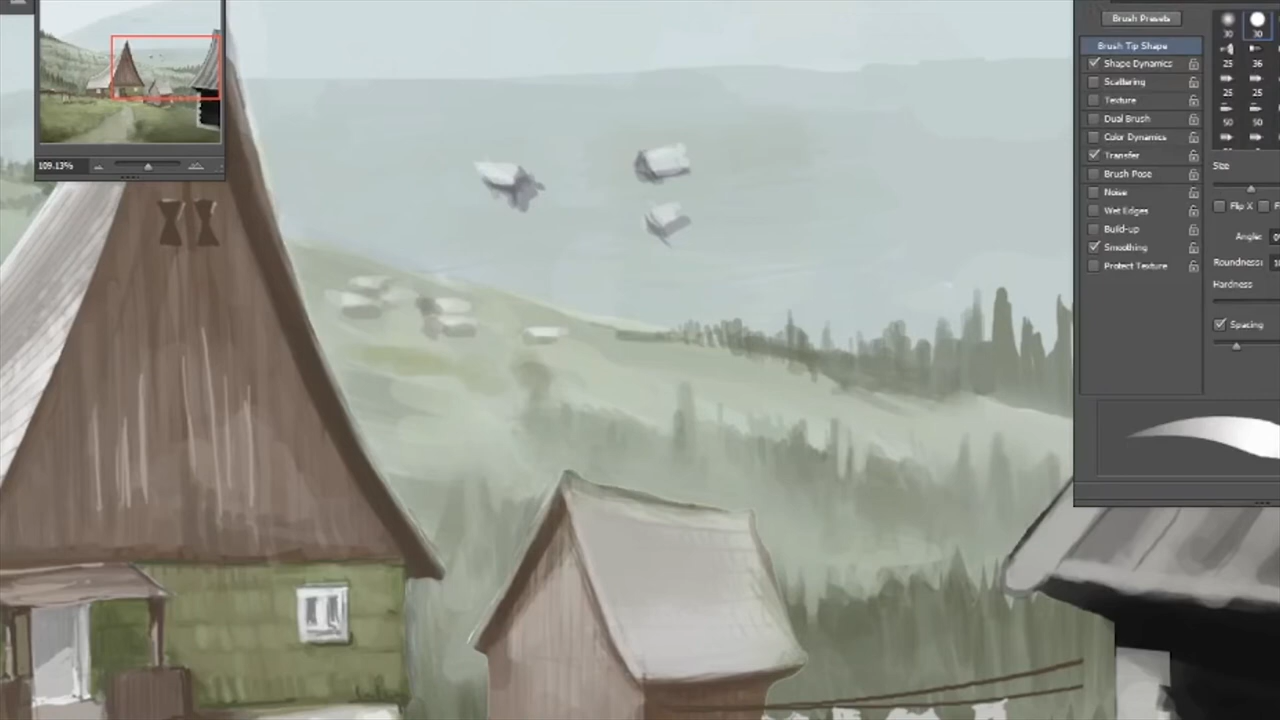 109.13%
Brush Presets
Brush Tip Shape
Shape Dynamics
Scattering
Texture
Dual Brush
Color Dynamics
Transfer
Brush Pose
Noise
Wet Edges
Build-up
Smoothing
Protect Texture
30 30
25 36
25 25
50 50
Size
Flip X
Angle:
Roundness:
Hardness
Spacing